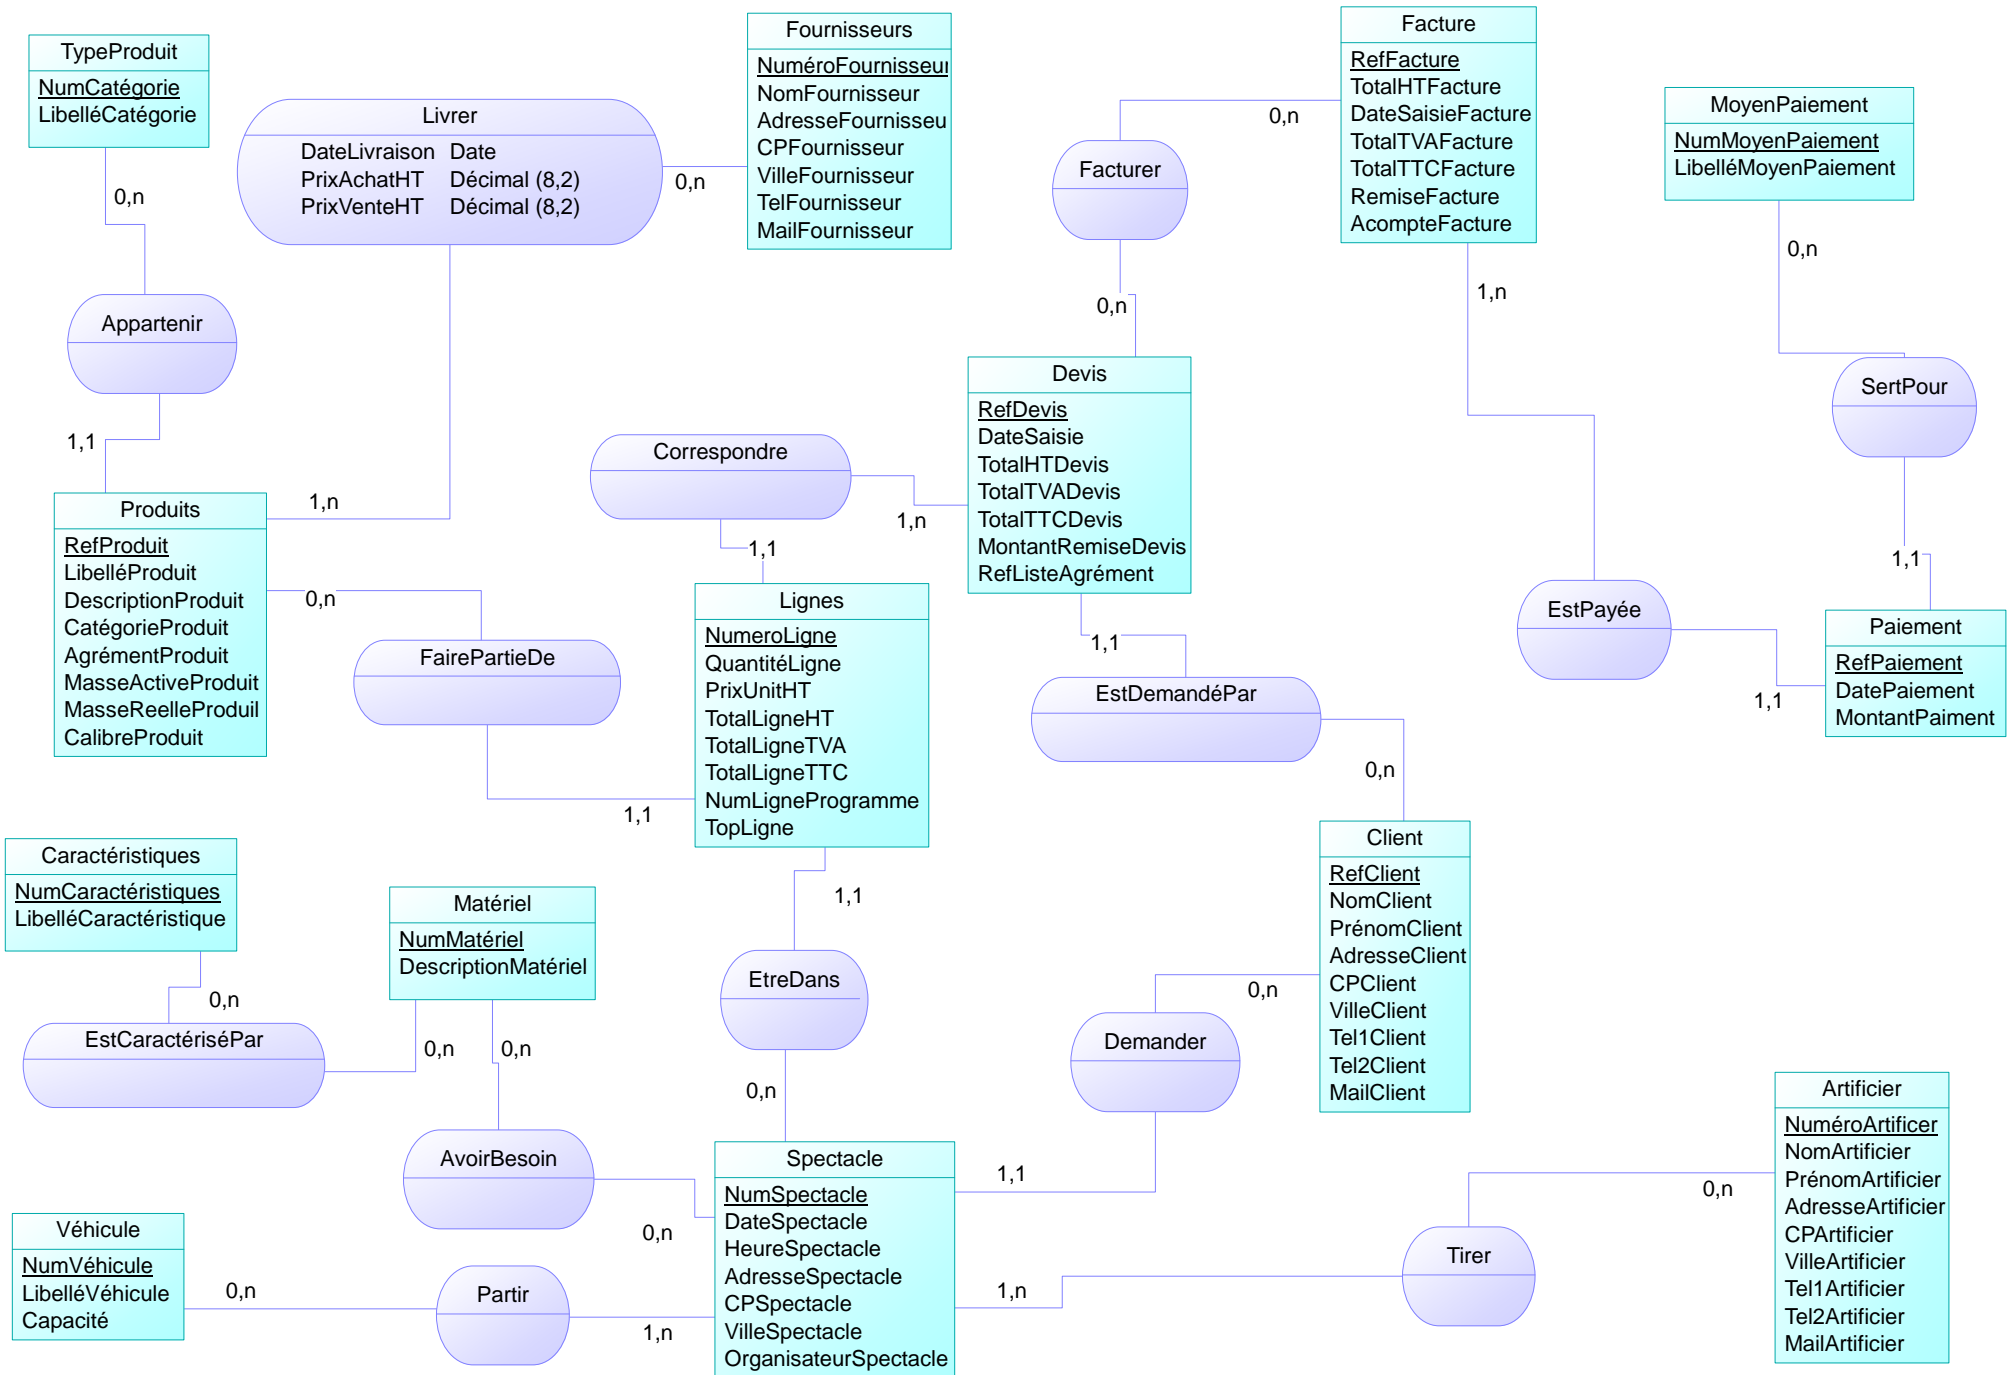 TypeProduit
NumCatégorie
LibelléCatégorie
0,n
Appartenir
1,1
Livrer
DateLivraison Date
PrixAchatHT Décimal (8,2)
PrixVenteHT Décimal (8,2)
0,n
1,n
Fournisseurs
NuméroFournisseur
NomFournisseur
AdresseFournisseu
CPFournisseur
VilleFournisseur
TelFournisseur
MailFournisseur
Facture
RefFacture
TotalHTFacture
DateSaisieFacture
TotalTVAFacture
TotalTTCFacture
RemiseFacture
AcompteFacture
0,n
Facturer
0,n
1,n
MoyenPaiement
NumMoyenPaiement
LibelléMoyenPaiement
0,n
SertPour
1,1
Devis
RefDevis
DateSaisie
TotalHTDevis
TotalTVADevis
TotalTTCDevis
MontantRemiseDevis
RefListeAgrément
Correspondre
1,n
1,1
Produits
RefProduit
LibelléProduit
DescriptionProduit
CatégorieProduit
AgrémentProduit
MasseActiveProduit
MasseReelleProduil
CalibreProduit
0,n
FairePartieDe
1,1
Lignes
NumeroLigne
QuantitéLigne
PrixUnitHT
TotalLigneHT
TotalLigneTVA
TotalLigneTTC
NumLigneProgramme
TopLigne
1,1
EstDemandéPar
0,n
EstPayée
1,1
Paiement
RefPaiement
DatePaiement
MontantPaiment
Client
RefClient
NomClient
PrénomClient
AdresseClient
CPClient
VilleClient
Tel1Client
Tel2Client
MailClient
Caractéristiques
NumCaractéristiques
LibelléCaractéristique
0,n
EstCaractériséPar
0,n
Matériel
NumMatériel
DescriptionMatériel
0,n
AvoirBesoin
0,n
1,1
EtreDans
0,n
0,n
Demander
1,1
Spectacle
NumSpectacle
DateSpectacle
HeureSpectacle
AdresseSpectacle
CPSpectacle
VilleSpectacle
OrganisateurSpectacle
Véhicule
NumVéhicule
LibelléVéhicule
Capacité
0,n
Partir
1,n
1,n
Tirer
0,n
Artificier
NuméroArtificer
NomArtificier
PrénomArtificier
AdresseArtificier
CPArtificier
VilleArtificier
Tel1Artificier
Tel2Artificier
MailArtificier